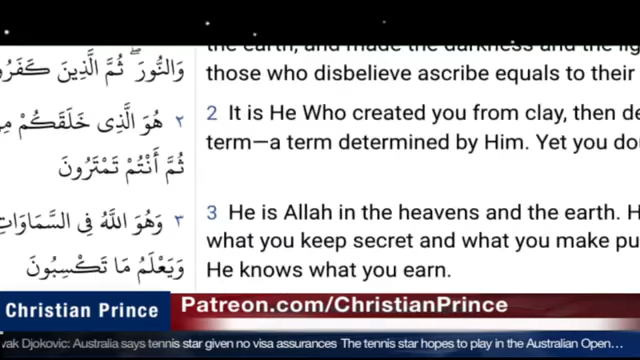 the earth, and made the darkness and the lig
وَالنُّورَ ۖ ثُمَّ الَّذِينَ كَفَرُو
those who disbelieve ascribe equals to their
٢ هُوَ الَّذِى خَلَقَكُمْ مِن
2 It is He Who created you from clay, then de
ثُمَّ أَنْتُمْ تَمْتَرُونَ
term—a term determined by Him. Yet you do
٣ وَهُوَ اللَّهُ فِى السَّمَاوَاتِ
3 He is Allah in the heavens and the earth. H
what you keep secret and what you make pu
وَيَعْلَمُ مَا تَكْسِبُونَ
He knows what you earn.
Christian Prince
Patreon.com/ChristianPrince
vak Djokovic: Australia says tennis star given no visa assurances The tennis star hopes to play in the Australian Open…